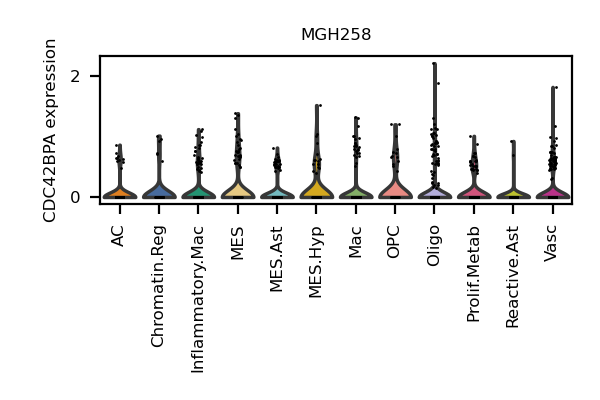 MGH258
CDC42BPA expression
2
0
AC
Chromatin.Reg
Inflammatory.Mac
MES
MES.Ast
MES.Hyp
Mac
OPC
Oligo
Prolif.Metab
Reactive.Ast
Vasc